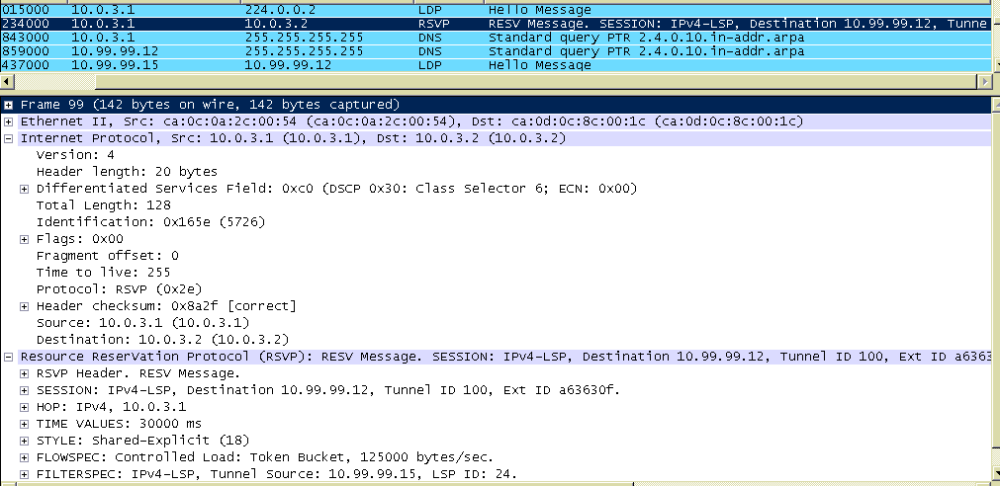 015000 10.0.3.1 224.0.0.2 LDP Hello Message
234000 10.0.3.1 10.0.3.2 RSVP RESV Message. SESSION: IPv4-LSP, Destination 10.99.99.12, Tunne
843000 10.0.3.1 255.255.255.255 DNS Standard query PTR 2.4.0.10.in-addr.arpa
859000 10.99.99.12 255.255.255.255 DNS Standard query PTR 2.4.0.10.in-addr.arpa
437000 10.99.99.15 10.99.99.12 LDP Hello Message
Frame 99 (142 bytes on wire, 142 bytes captured)
Ethernet II, Src: ca:0c:0a:2c:00:54 (ca:0c:0a:2c:00:54), Dst: ca:0d:0c:8c:00:1c (ca:0d:0c:8c:00:1c)
Internet Protocol, Src: 10.0.3.1 (10.0.3.1), Dst: 10.0.3.2 (10.0.3.2)
Version: 4
Header length: 20 bytes
Differentiated Services Field: 0xc0 (DSCP 0x30: Class Selector 6; ECN: 0x00)
Total Length: 128
Identification: 0x165e (5726)
Flags: 0x00
Fragment offset: 0
Time to live: 255
Protocol: RSVP (0x2e)
Header checksum: 0x8a2f [correct]
Source: 10.0.3.1 (10.0.3.1)
Destination: 10.0.3.2 (10.0.3.2)
Resource ReserVation Protocol (RSVP): RESV Message. SESSION: IPv4-LSP, Destination 10.99.99.12, Tunnel ID 100, Ext ID a6363
RSVP Header. RESV Message.
SESSION: IPv4-LSP, Destination 10.99.99.12, Tunnel ID 100, Ext ID a63630f.
HOP: IPv4, 10.0.3.1
TIME VALUES: 30000 ms
STYLE: Shared-Explicit (18)
FLOWSPEC: Controlled Load: Token Bucket, 125000 bytes/sec.
FILTERSPEC: IPv4-LSP, Tunnel Source: 10.99.99.15, LSP ID: 24.